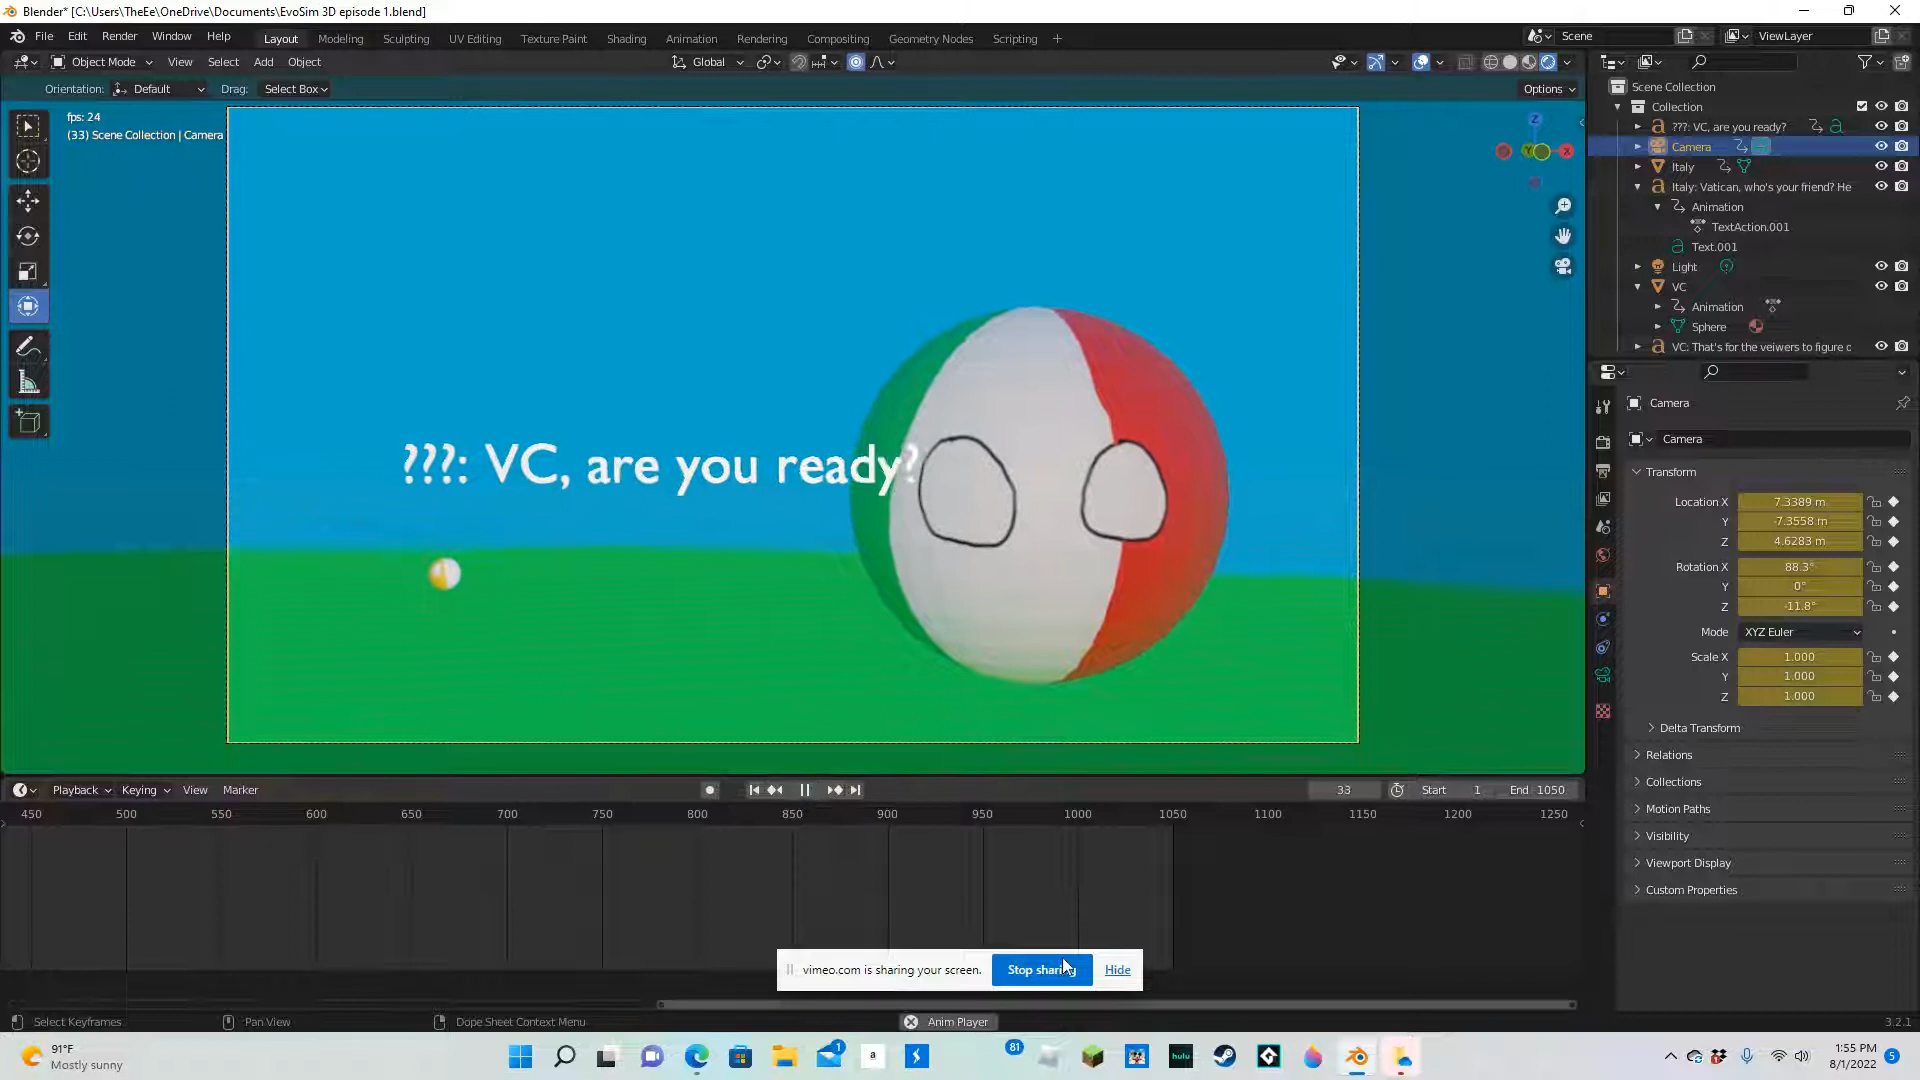 Blender* [C:\Users\TheEe\OneDrive\Documents\EvoSim 3D episode 1.blend]
File Edit Render Window Help
Layout Modeling Sculpting UV Editing Texture Paint Shading Animation Rendering Compositing Geometry Nodes Scripting +
Scene
ViewLayer
Object Mode View Select Add Object
Global
Orientation: Default Drag: Select Box
Options
fps: 24
(33) Scene Collection | Camera
Z
Y
X
???: VC, are you ready?
Scene Collection
Collection
???: VC, are you ready?
Camera
Italy
Italy: Vatican, who's your friend? He
Animation
TextAction.001
Text.001
Light
VC
Animation
Sphere
VC: That's for the veiwers to figure c
Camera
Camera
Transform
Location X 7.3389 m
Y -7.3558 m
Z 4.6283 m
Rotation X 88.3°
Y 0°
Z -11.8°
Mode XYZ Euler
Scale X 1.000
Y 1.000
Z 1.000
Delta Transform
Relations
Collections
Motion Paths
Visibility
Viewport Display
Custom Properties
Playback Keying View Marker
33 Start 1 End 1050
450 500 550 600 650 700 750 800 850 900 950 1000 1050 1100 1150 1200 1250
vimeo.com is sharing your screen. Stop sharing Hide
Select Keyframes Pan View Dope Sheet Context Menu
Anim Player
3.2.1
91°F
Mostly sunny
1
a
81
hulu
1:55 PM
8/1/2022
5